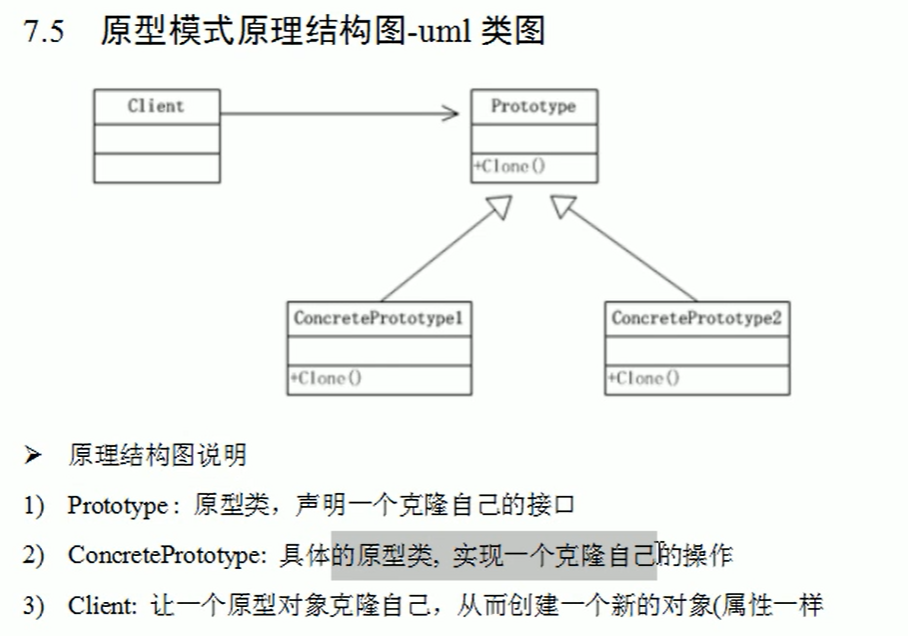 7.5 原型模式原理结构图-uml 类图
Client
Prototype
+Clone()
ConcretePrototype1
ConcretePrototype2
+Clone()
+Clone()
➤ 原理结构图说明
1) Prototype : 原型类，声明一个克隆自己的接口
2) ConcretePrototype: 具体的原型类, 实现一个克隆自己的操作
3) Client: 让一个原型对象克隆自己，从而创建一个新的对象(属性一样